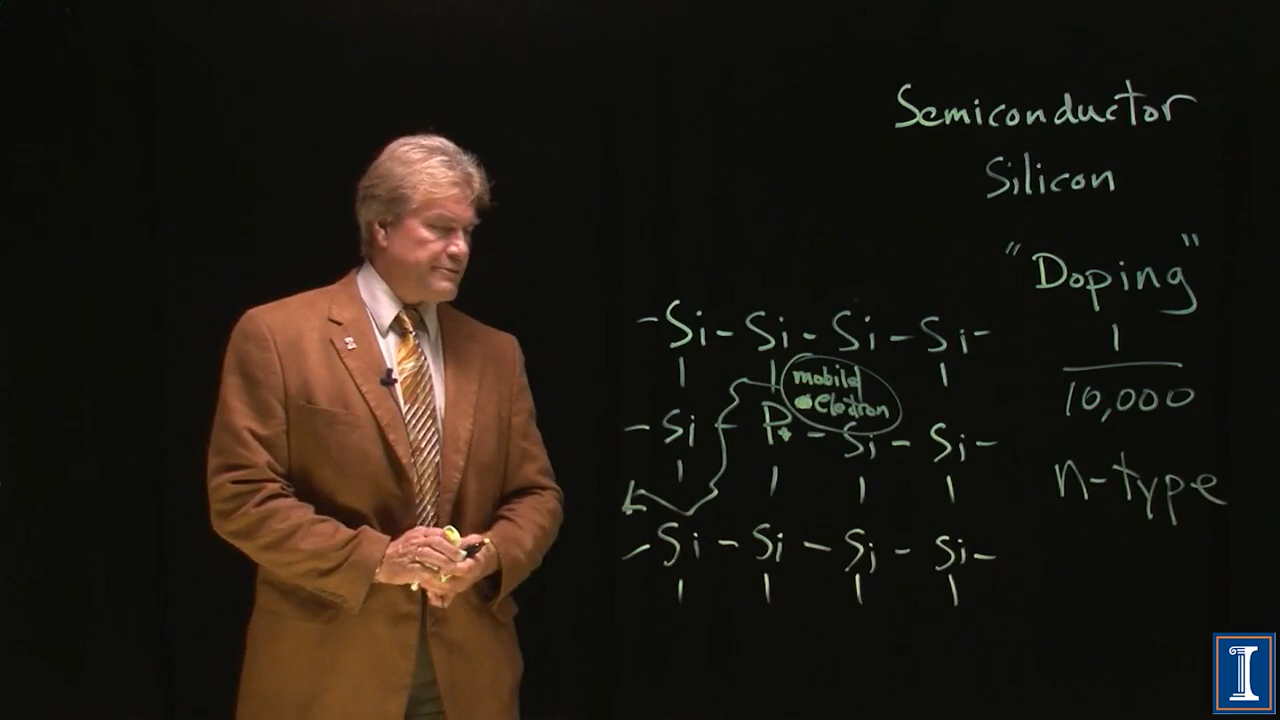 Semiconductor
Silicon
"Doping"
1
10,000
n-type
-Si-Si-Si-Si-
mobile
electron
-Si-P+-Si-Si-
-Si-Si-Si-Si-
I